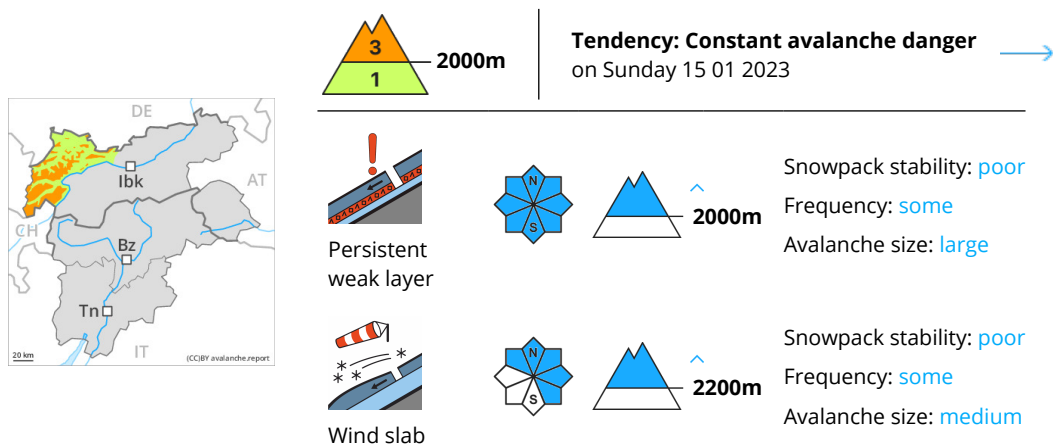 3
1
2000m
Tendency: Constant avalanche danger
on Sunday 15 01 2023
DE
AT
CH
IT
Ibk
Bz
Tn
20 km
(CC)BY avalanche.report
N
S
2000m
Persistent
weak layer
Snowpack stability: poor
Frequency: some
Avalanche size: large
N
S
2200m
Wind slab
Snowpack stability: poor
Frequency: some
Avalanche size: medium